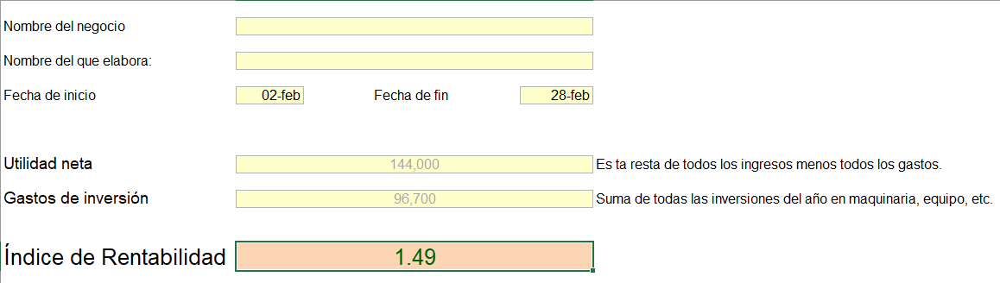 Nombre del negocio
Nombre del que elabora:
Fecha de inicio 02-feb Fecha de fin 28-feb
Utilidad neta 144,000 Es ta resta de todos los ingresos menos todos los gastos.
Gastos de inversión 96,700 Suma de todas las inversiones del año en maquinaria, equipo, etc.
Índice de Rentabilidad 1.49